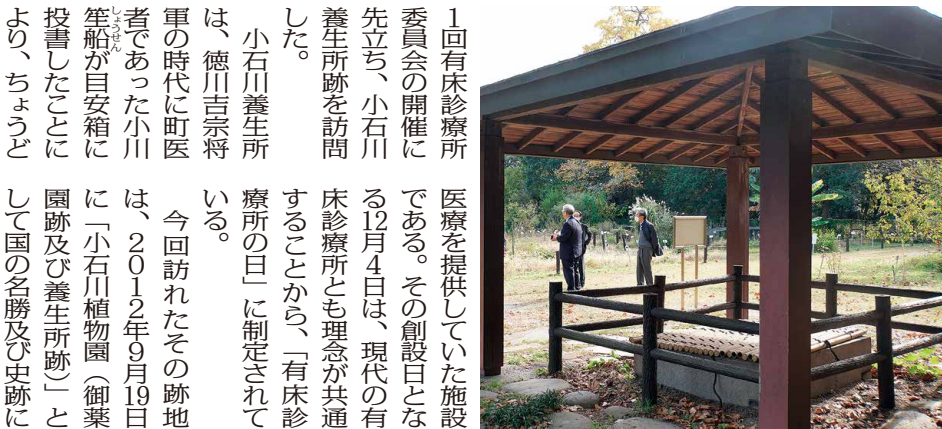 1回有床診療所
委員会の開催に
先立ち、小石川
養生所跡を訪問
した。
小石川養生所
は、徳川吉宗将
軍の時代に町医
者であった小川
笙船が目安箱に
しょうせん
投書したことに
より、ちょうど
医療を提供していた施設
である。その創設日とな
る12月4日は、現代の有
床診療所とも理念が共通
することから、「有床診
療所の日」に制定されて
いる。
今回訪れたその跡地
は、2012年9月19日
に「小石川植物園（御薬
園跡及び養生所跡）」と
して国の名勝及び史跡に